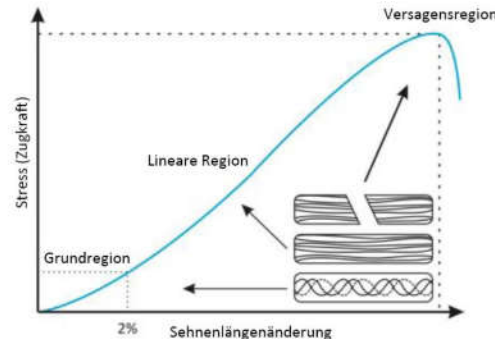 Versagensregion
Stress (Zugkraft)
Lineare Region
Grundregion
2%
Sehnenlängenänderung